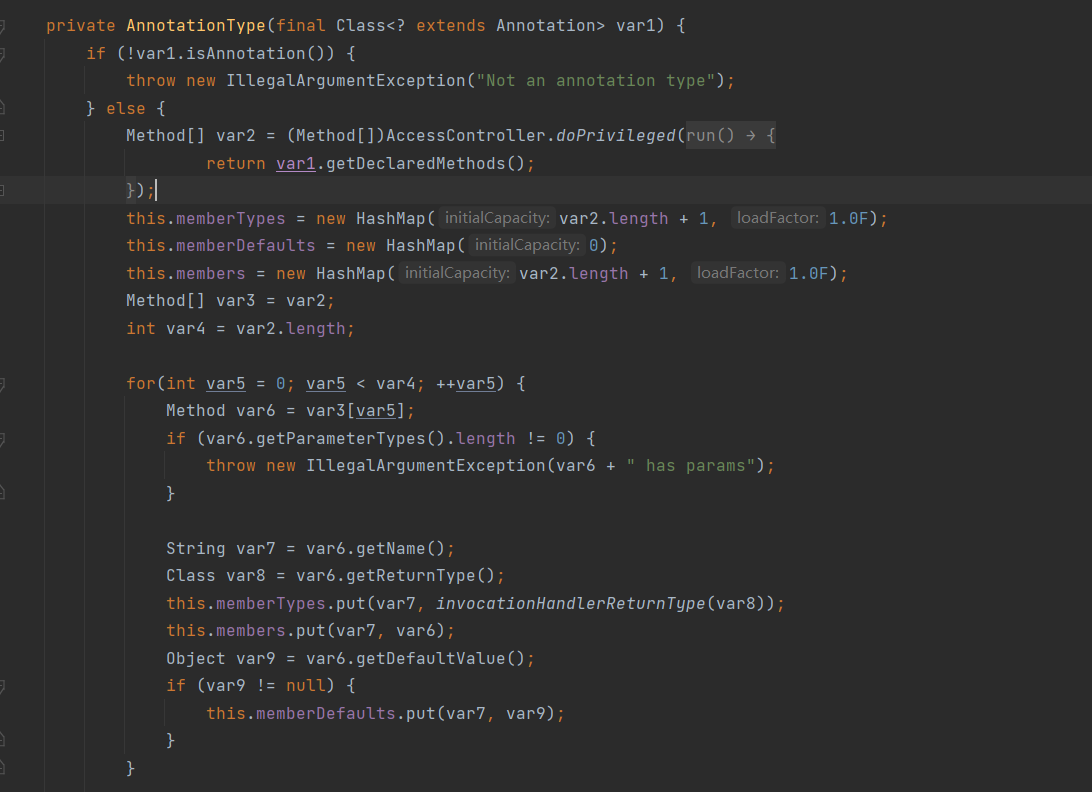 private AnnotationType(final Class<? extends Annotation> var1) {
if (!var1.isAnnotation()) {
throw new IllegalArgumentException("Not an annotation type");
} else {
Method[] var2 = (Method[])AccessController.doPrivileged(run() → {
return var1.getDeclaredMethods();
});
this.memberTypes = new HashMap( initialCapacity: var2.length + 1, loadFactor: 1.0F);
this.memberDefaults = new HashMap( initialCapacity: 0);
this.members = new HashMap( initialCapacity: var2.length + 1, loadFactor: 1.0F);
Method[] var3 = var2;
int var4 = var2.length;
for(int var5 = 0; var5 < var4; ++var5) {
Method var6 = var3[var5];
if (var6.getParameterTypes().length != 0) {
throw new IllegalArgumentException(var6 + " has params");
}
String var7 = var6.getName();
Class var8 = var6.getReturnType();
this.memberTypes.put(var7, invocationHandlerReturnType(var8));
this.members.put(var7, var6);
Object var9 = var6.getDefaultValue();
if (var9 != null) {
this.memberDefaults.put(var7, var9);
}
}